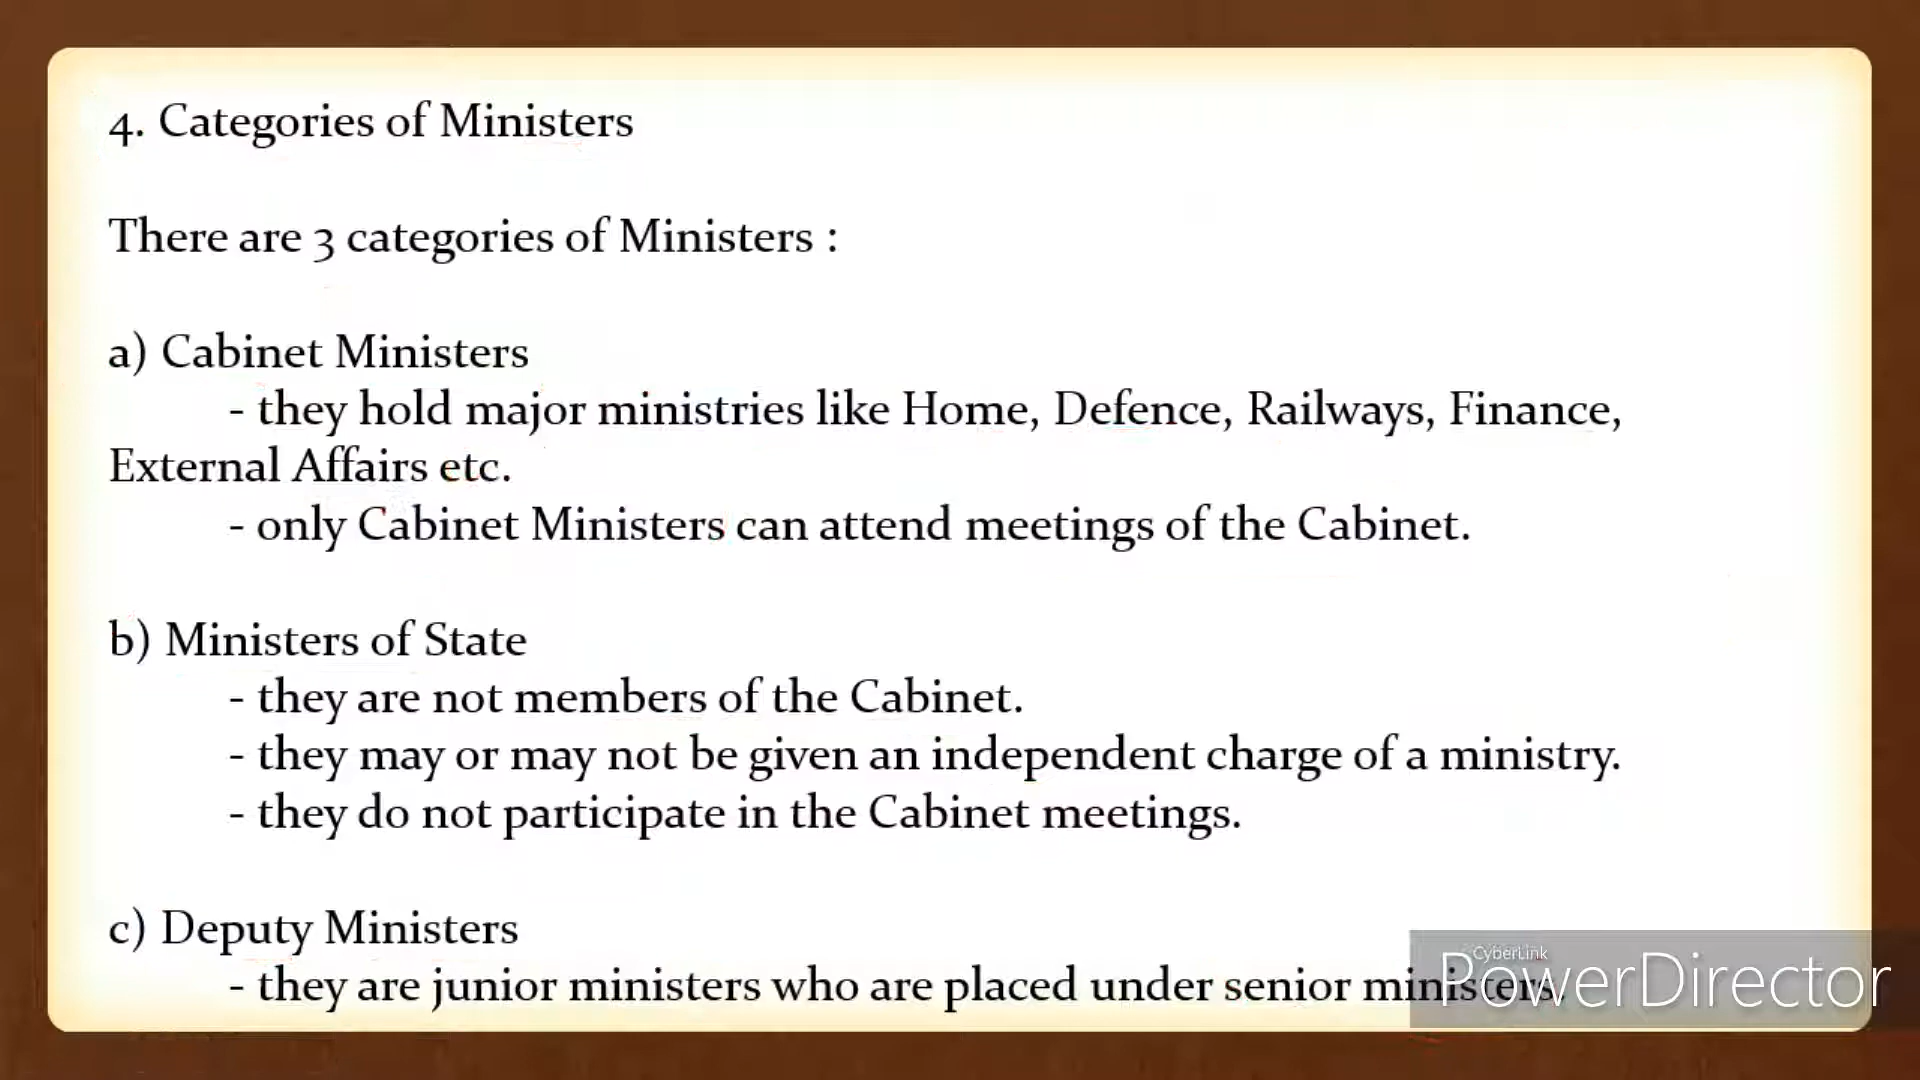 4. Categories of Ministers
There are 3 categories of Ministers :
a) Cabinet Ministers
- they hold major ministries like Home, Defence, Railways, Finance,
External Affairs etc.
- only Cabinet Ministers can attend meetings of the Cabinet.
b) Ministers of State
- they are not members of the Cabinet.
- they may or may not be given an independent charge of a ministry.
- they do not participate in the Cabinet meetings.
c) Deputy Ministers
- they are junior ministers who are placed under senior ministers.
CyberLink
PowerDirector